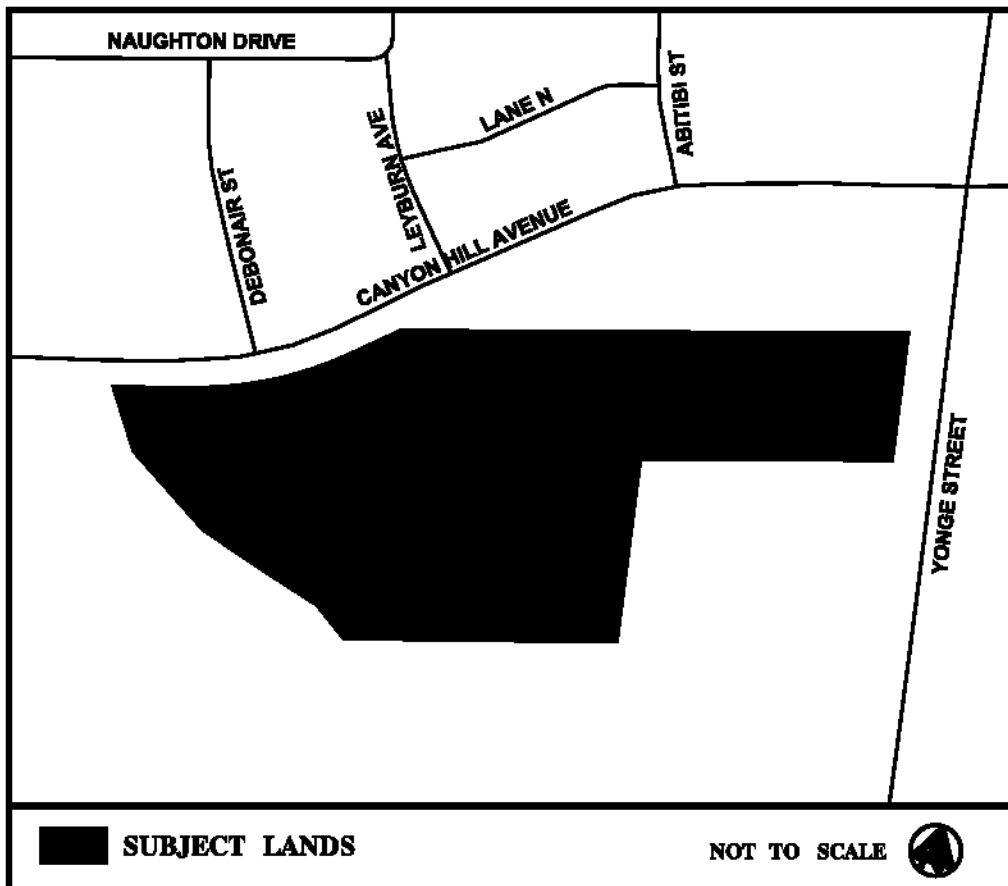 NAUGHTON DRIVE
LANE N
ABITIBI ST
LEYBURN AVE
DEBONAIR ST
CANYON HILL AVENUE
YONGE STREET
SUBJECT LANDS
NOT TO SCALE